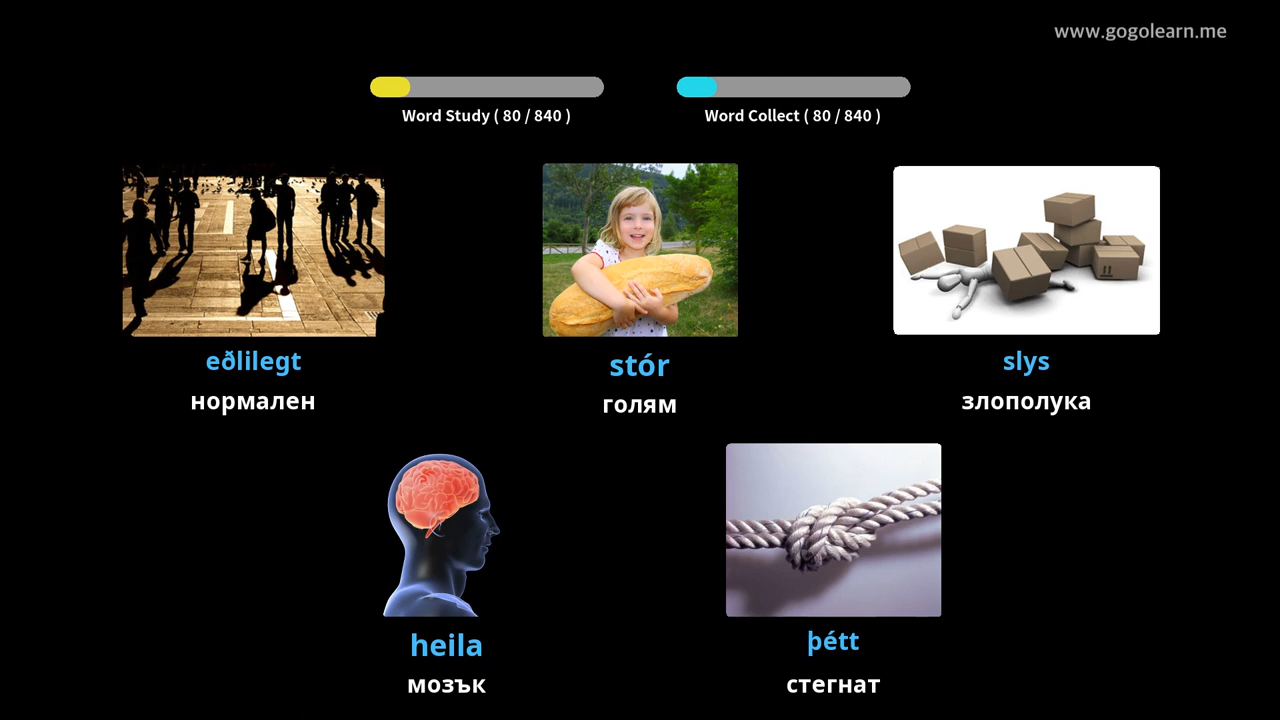 www.gogolearn.me
Word Study ( 80 / 840 )
Word Collect ( 80 / 840 )
eðlilegt
нормален
stór
голям
slys
злополука
heila
мозък
þétt
стегнат